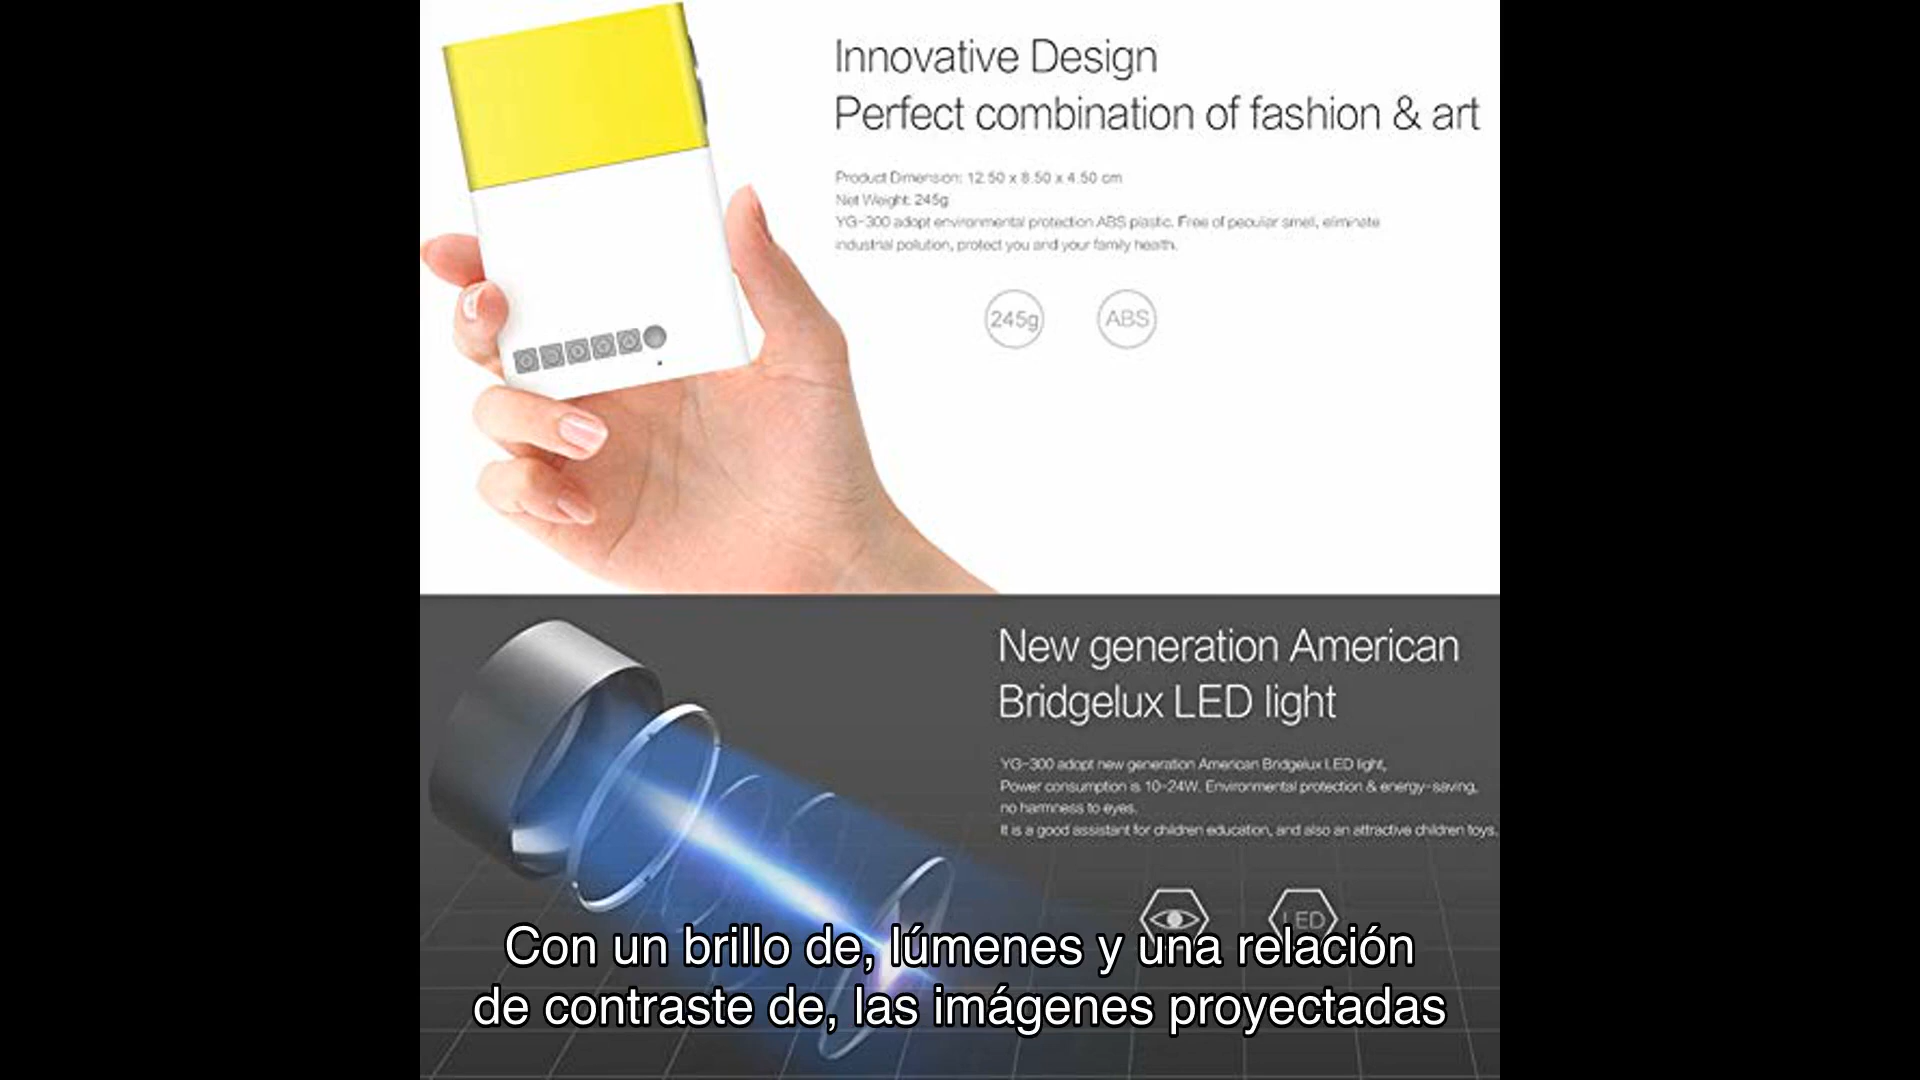 Innovative Design
Perfect combination of fashion & art
Product Dimension: 12.50 x 8.50 x 4.50 cm
Net Weight: 245g
YG-300 adopt environmental protection ABS plastic. Free of peculiar smell, eliminate
industrial pollution, protect you and your family health.
245g ABS
New generation American
Bridgelux LED light
YG-300 adopt new generation American Bridgelux LED light,
Power consumption is 10-24W. Environmental protection & energy-saving,
no harmness to eyes.
It is a good assistant for children education, and also an attractive children toys.
LED
Con un brillo de, lúmenes y una relación
de contraste de, las imágenes proyectadas